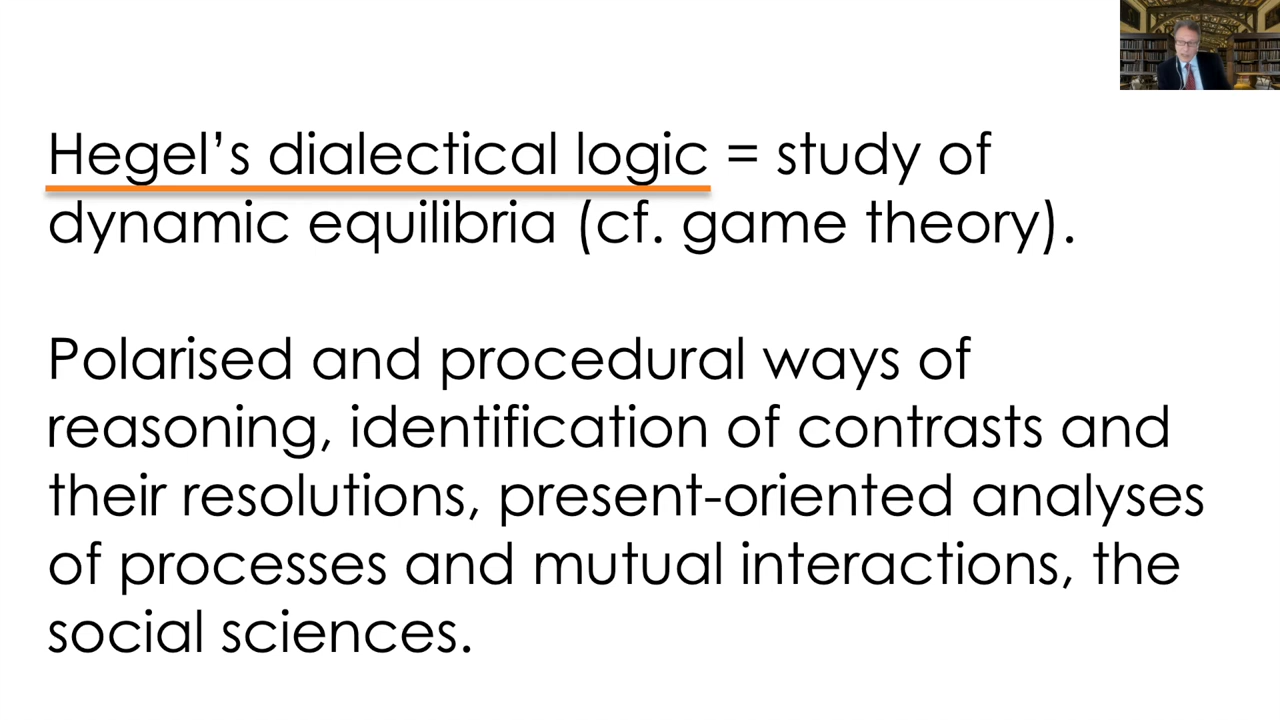 Hegel’s dialectical logic = study of
dynamic equilibria (cf. game theory).
Polarised and procedural ways of
reasoning, identification of contrasts and
their resolutions, present-oriented analyses
of processes and mutual interactions, the
social sciences.